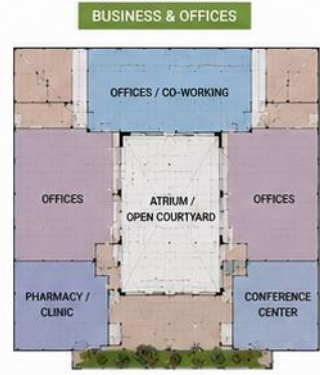 BUSINESS & OFFICES
OFFICES / CO-WORKING
OFFICES
ATRIUM /
OPEN COURTYARD
OFFICES
PHARMACY /
CLINIC
CONFERENCE
CENTER